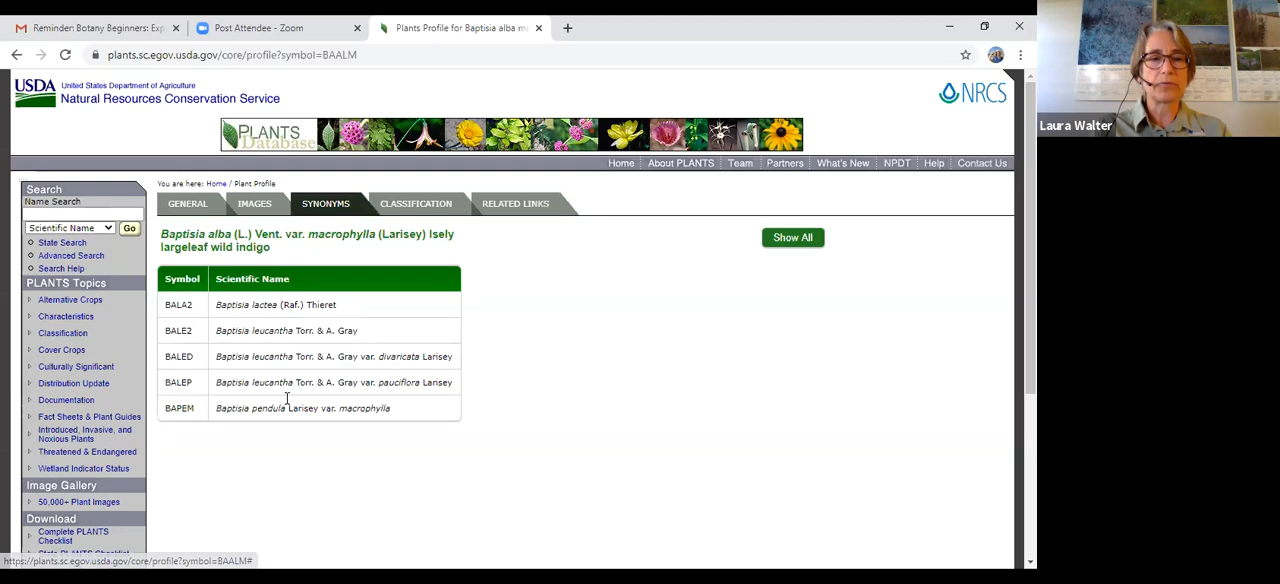 Reminder: Botany Beginners: Exp
Post Attendee - Zoom
Plants Profile for Baptisia alba m
plants.sc.egov.usda.gov/core/profile?symbol=BAALM
USDA
United States Department of Agriculture
Natural Resources Conservation Service
NRCS
PLANTS
Database
Home
About PLANTS
Team
Partners
What's New
NPDT
Help
Contact Us
Search
Name Search
Scientific Name
Go
State Search
Advanced Search
Search Help
PLANTS Topics
Alternative Crops
Characteristics
Classification
Cover Crops
Culturally Significant
Distribution Update
Documentation
Fact Sheets & Plant Guides
Introduced, Invasive, and
Noxious Plants
Threatened & Endangered
Wetland Indicator Status
Image Gallery
50,000+ Plant Images
Download
Complete PLANTS
Checklist
State PLANTS Checklist
You are here: Home / Plant Profile
GENERAL
IMAGES
SYNONYMS
CLASSIFICATION
RELATED LINKS
Baptisia alba (L.) Vent. var. macrophylla (Larisey) Isely
largeleaf wild indigo
Show All
Symbol Scientific Name
BALA2 Baptisia lactea (Raf.) Thieret
BALE2 Baptisia leucantha Torr. & A. Gray
BALED Baptisia leucantha Torr. & A. Gray var. divaricata Larisey
BALEP Baptisia leucantha Torr. & A. Gray var. pauciflora Larisey
BAPEM Baptisia pendula Larisey var. macrophylla
https://plants.sc.egov.usda.gov/core/profile?symbol=BAALM#
Laura Walter